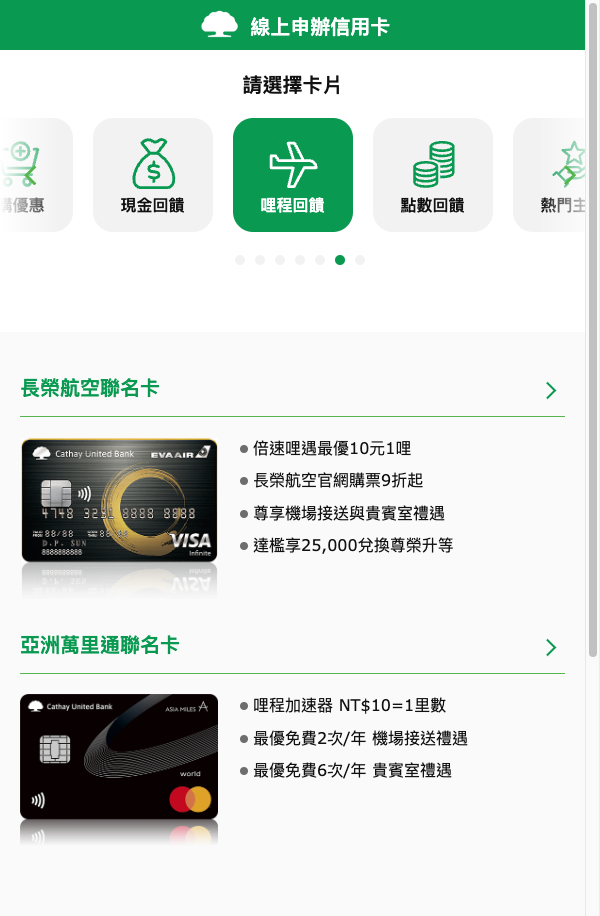 線上申辦信用卡
請選擇卡片
購優惠
現金回饋
哩程回饋
點數回饋
熱門主
長榮航空聯名卡
Cathay United Bank
EVA AIR
4748 3250 8888 8888
88/88
88/88
D.P. SUN
8888888888
VISA
Infinite
倍速哩遇最優10元1哩
長榮航空官網購票9折起
尊享機場接送與貴賓室禮遇
達檻享25,000兌換尊榮升等
亞洲萬里通聯名卡
Cathay United Bank
ASIA MILES
world
哩程加速器 NT$10=1里數
最優免費2次/年 機場接送禮遇
最優免費6次/年 貴賓室禮遇